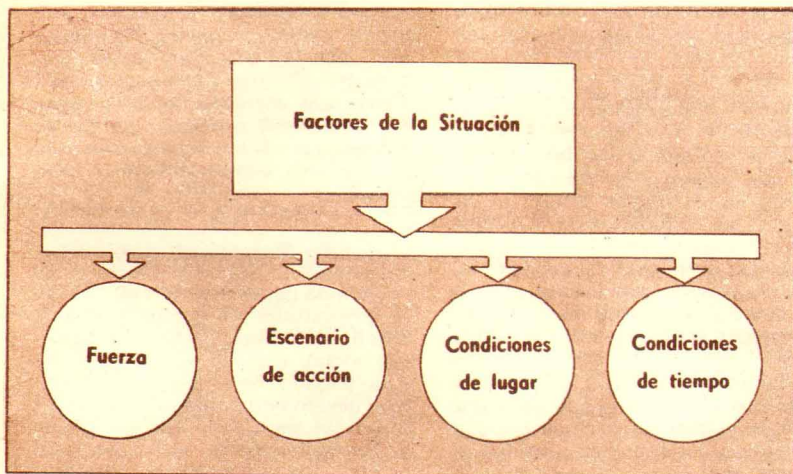 Factores de la Situación
Fuerza
Escenario
de acción
Condiciones
de lugar
Condiciones
de tiempo